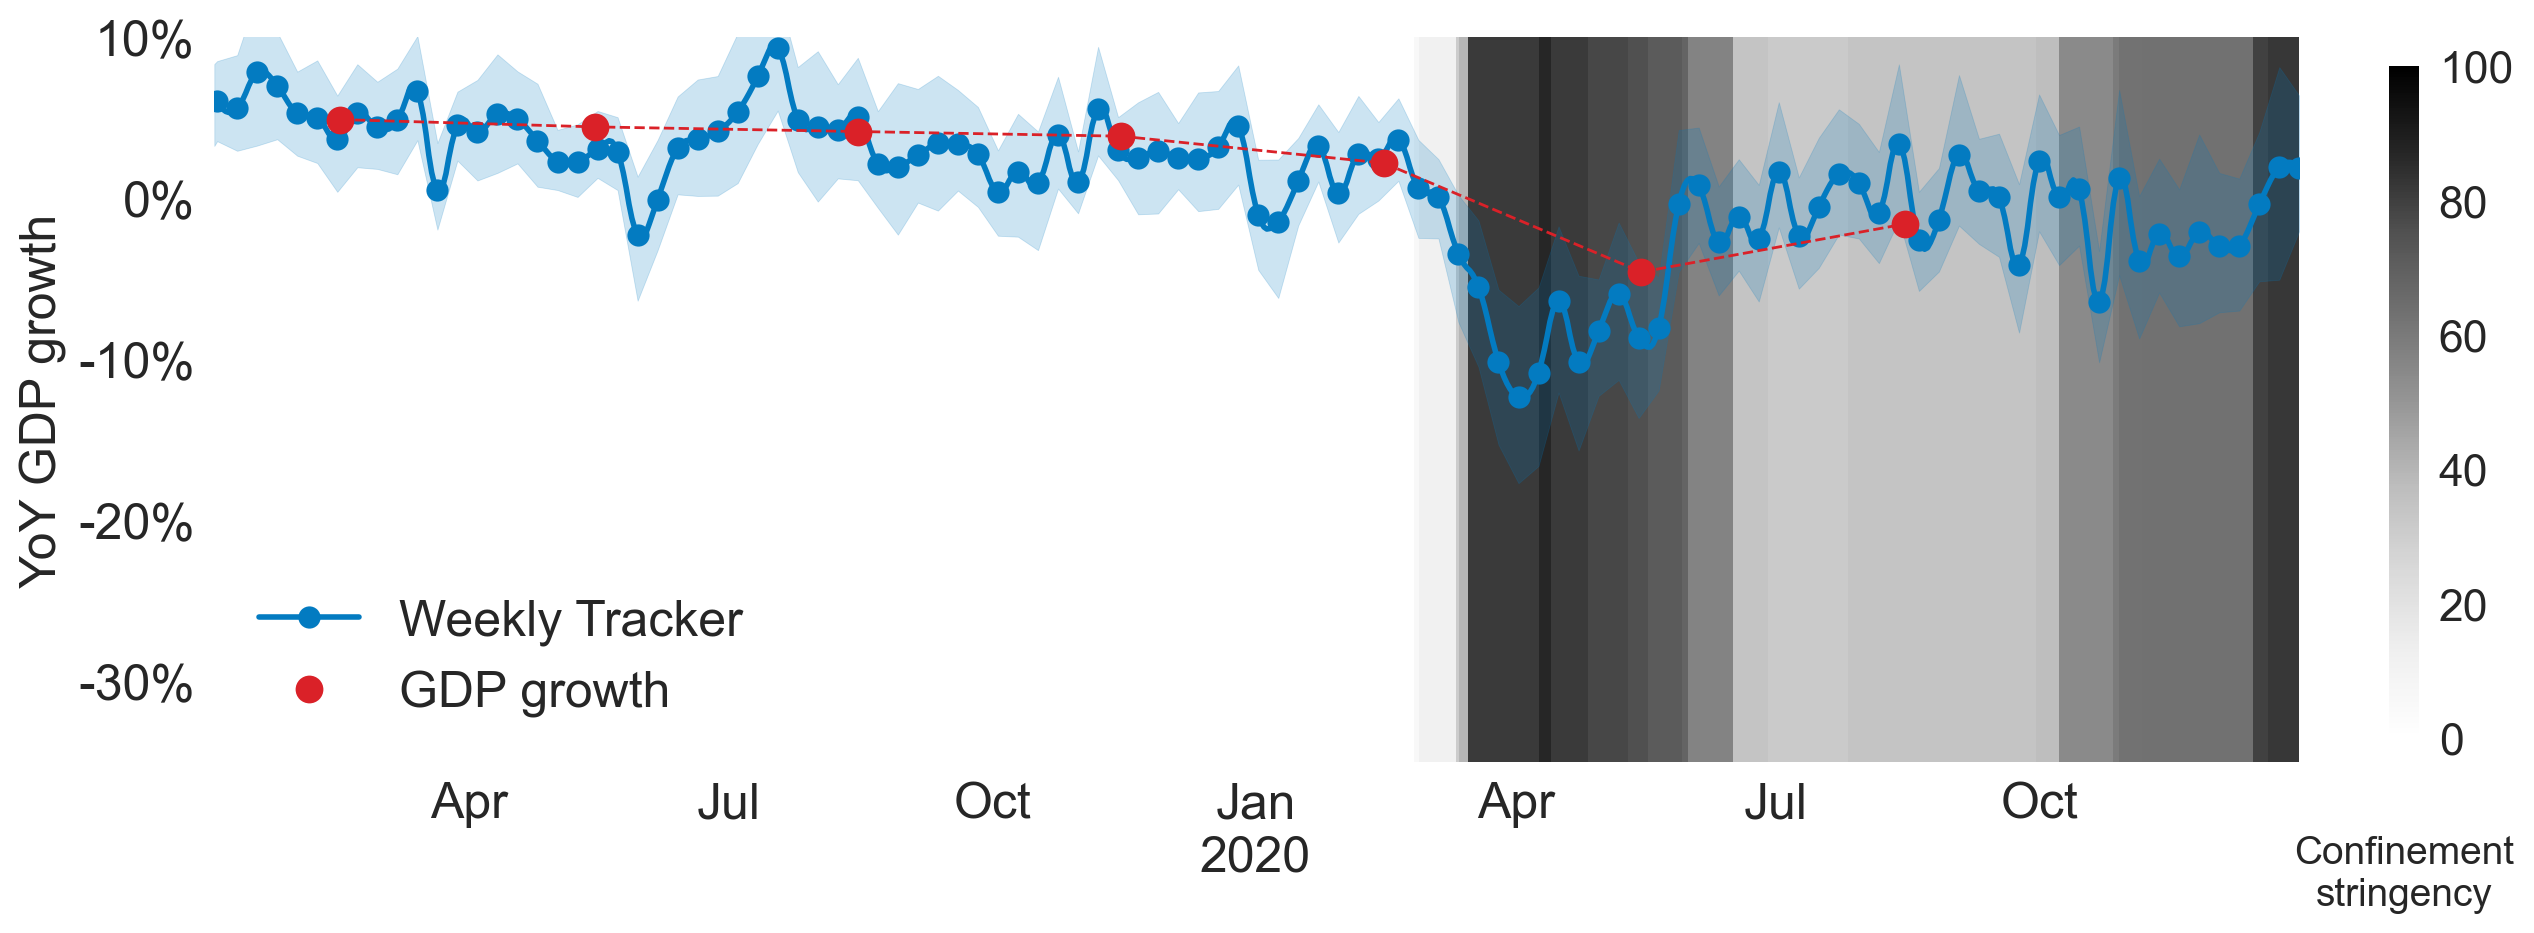 10%
0%
-10%
-20%
-30%
YoY GDP growth
Weekly Tracker
GDP growth
Apr
Jul
Oct
Jan
2020
Apr
Jul
Oct
100
80
60
40
20
0
Confinement
stringency